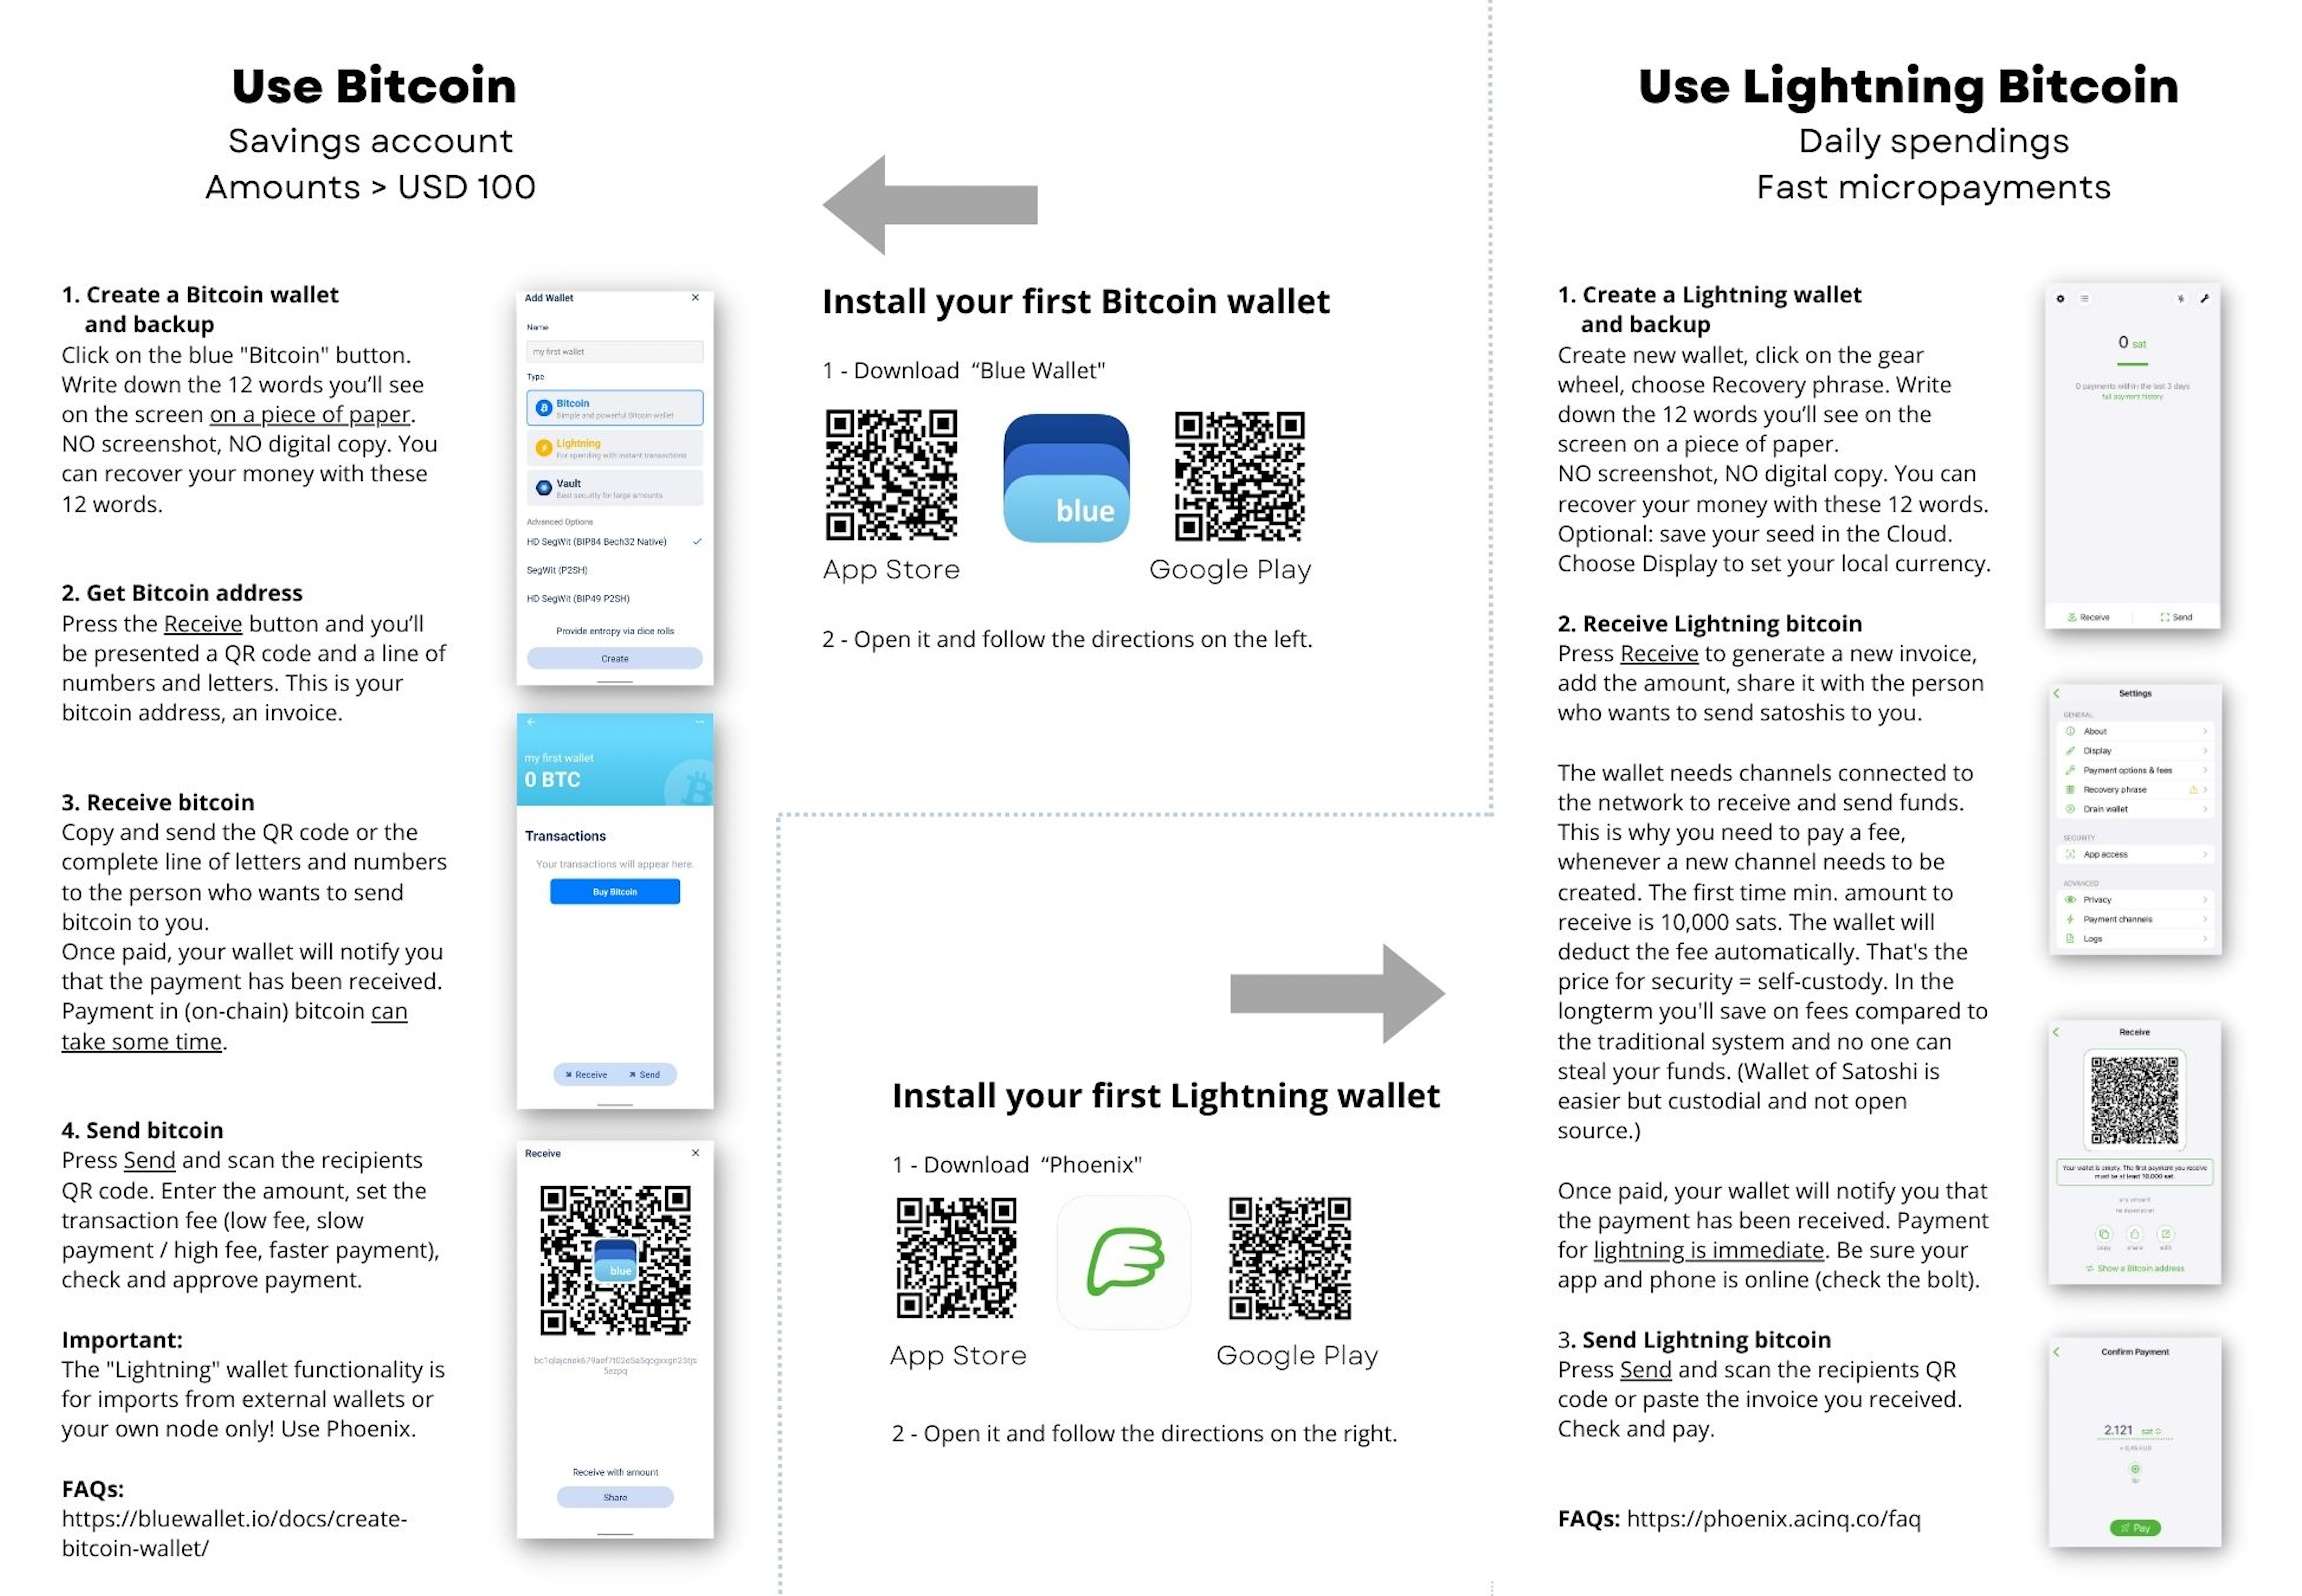 Use Bitcoin
Savings account
Amounts > USD 100
1. Create a Bitcoin wallet
and backup
Click on the blue "Bitcoin" button.
Write down the 12 words you’ll see
on the screen on a piece of paper.
NO screenshot, NO digital copy. You
can recover your money with these
12 words.
2. Get Bitcoin address
Press the Receive button and you’ll
be presented a QR code and a line of
numbers and letters. This is your
bitcoin address, an invoice.
3. Receive bitcoin
Copy and send the QR code or the
complete line of letters and numbers
to the person who wants to send
bitcoin to you.
Once paid, your wallet will notify you
that the payment has been received.
Payment in (on-chain) bitcoin can
take some time.
4. Send bitcoin
Press Send and scan the recipients
QR code. Enter the amount, set the
transaction fee (low fee, slow
payment / high fee, faster payment),
check and approve payment.
Important:
The "Lightning" wallet functionality is
for imports from external wallets or
your own node only! Use Phoenix.
FAQs:
https://bluewallet.io/docs/create-
bitcoin-wallet/
Add Wallet
Name
my first wallet
Type
Bitcoin
Simple and powerful Bitcoin wallet
Lightning
For spending with instant transactions
Vault
Best security for large amounts
Advanced Options
HD SegWit (BIP84 Bech32 Native)
SegWit (P2SH)
HD SegWit (BIP49 P2SH)
Provide entropy via dice rolls
Create
my first wallet
0 BTC
Transactions
Your transactions will appear here.
Buy Bitcoin
Receive
Send
Receive
blue
Receive with amount
Share
Install your first Bitcoin wallet
1 - Download “Blue Wallet"
blue
App Store
Google Play
2 - Open it and follow the directions on the left.
Install your first Lightning wallet
1 - Download “Phoenix"
App Store
Google Play
2 - Open it and follow the directions on the right.
Use Lightning Bitcoin
Daily spendings
Fast micropayments
1. Create a Lightning wallet
and backup
Create new wallet, click on the gear
wheel, choose Recovery phrase. Write
down the 12 words you’ll see on the
screen on a piece of paper.
NO screenshot, NO digital copy. You can
recover your money with these 12 words.
Optional: save your seed in the Cloud.
Choose Display to set your local currency.
2. Receive Lightning bitcoin
Press Receive to generate a new invoice,
add the amount, share it with the person
who wants to send satoshis to you.
The wallet needs channels connected to
the network to receive and send funds.
This is why you need to pay a fee,
whenever a new channel needs to be
created. The first time min. amount to
receive is 10,000 sats. The wallet will
deduct the fee automatically. That's the
price for security = self-custody. In the
longterm you'll save on fees compared to
the traditional system and no one can
steal your funds. (Wallet of Satoshi is
easier but custodial and not open
source.)
Once paid, your wallet will notify you that
the payment has been received. Payment
for lightning is immediate. Be sure your
app and phone is online (check the bolt).
3. Send Lightning bitcoin
Press Send and scan the recipients QR
code or paste the invoice you received.
Check and pay.
FAQs: https://phoenix.acinq.co/faq
0 sat
0 payments within the last 3 days
full payment history
Receive
Send
Settings
GENERAL
About
Display
Payment options & fees
Recovery phrase
Drain wallet
SECURITY
App access
ADVANCED
Privacy
Payment channels
Logs
Receive
Your wallet is empty. The first payment you receive
must be at least 10,000 sat.
copy
share
edit
Show a Bitcoin address
Confirm Payment
2.121 sat
Pay